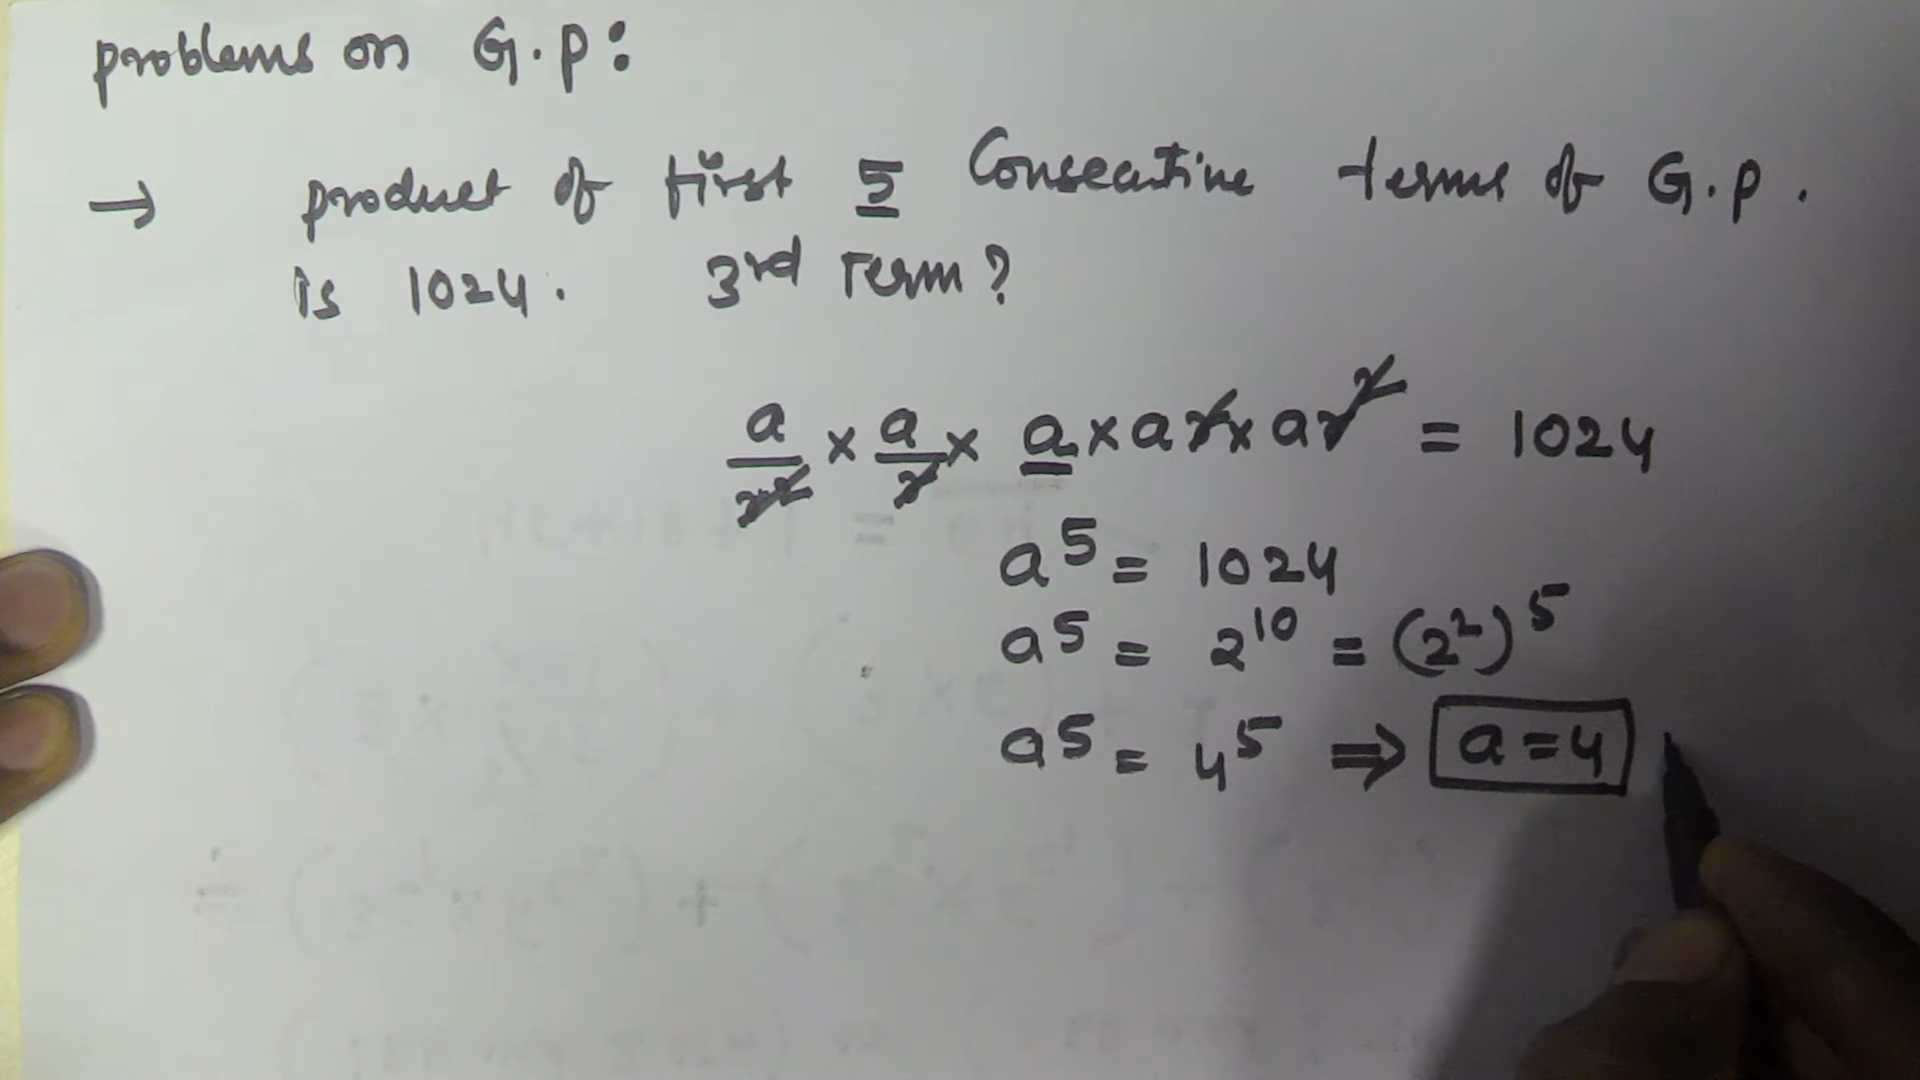 problems on G.P:
→ product of first 5 Consecutive terms of G.P.
is 1024. 3rd Term?
a/r² × a/r × a × ar × ar² = 1024
a⁵ = 1024
a⁵ = 2¹⁰ = (2²)⁵
a⁵ = 4⁵ ⇒ a = 4